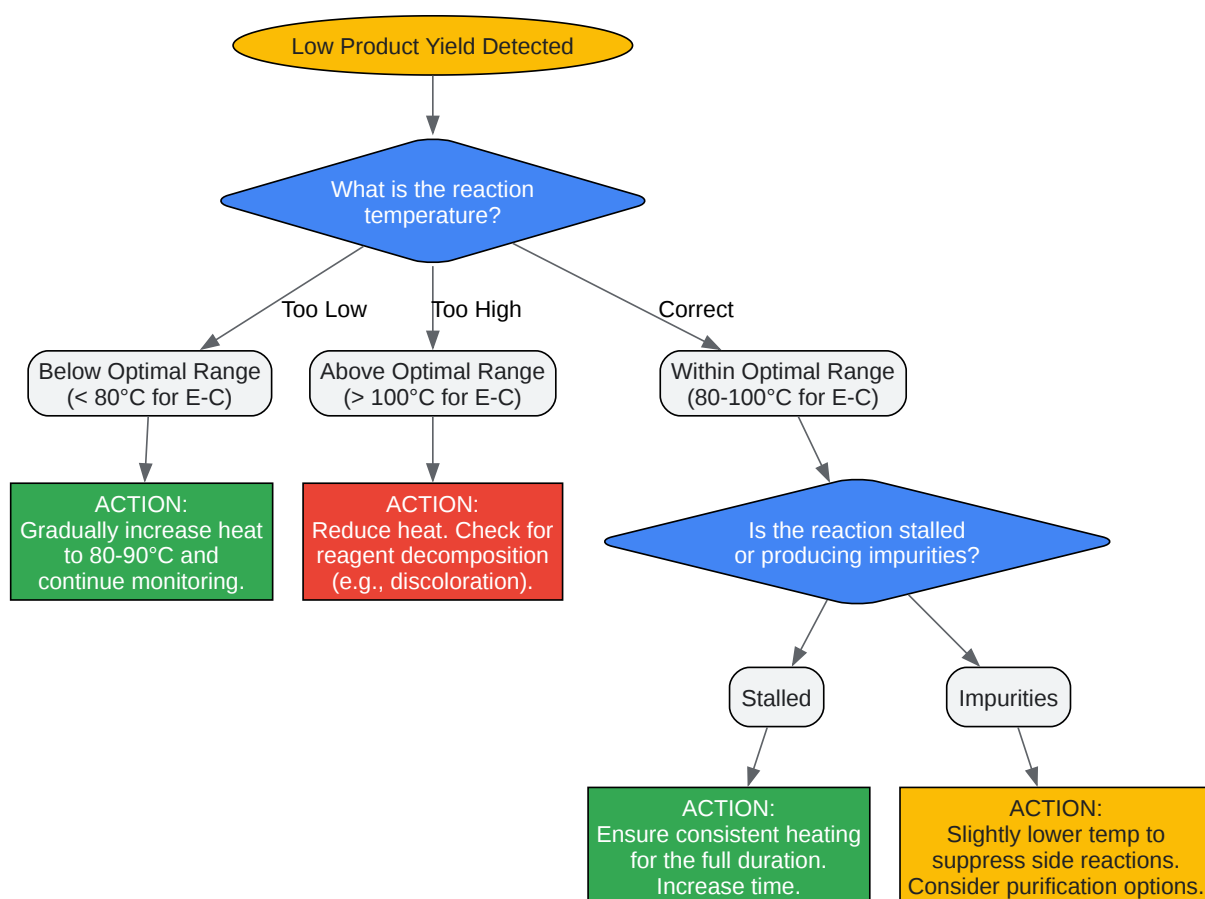 Low Product Yield Detected
What is the reaction
temperature?
Too Low
Too High
Correct
Below Optimal Range
(< 80°C for E-C)
Above Optimal Range
(> 100°C for E-C)
Within Optimal Range
(80-100°C for E-C)
ACTION:
Gradually increase heat
to 80-90°C and
continue monitoring.
ACTION:
Reduce heat. Check for
reagent decomposition
(e.g., discoloration).
Is the reaction stalled
or producing impurities?
Stalled
Impurities
ACTION:
Ensure consistent heating
for the full duration.
Increase time.
ACTION:
Slightly lower temp to
suppress side reactions.
Consider purification options.